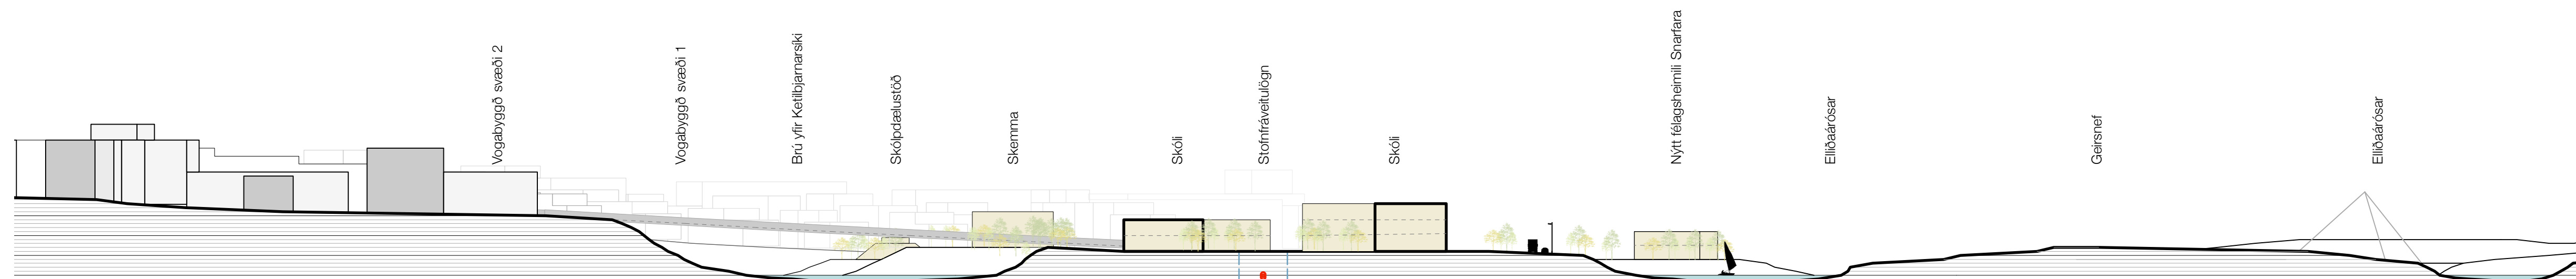 Vogabyggð svæði 2
Vogabyggð svæði 1
Brú yfir Ketilbjarnarsíki
Skólpdælustöð
Skemma
Skóli
Stofnfráveitulögn
Skóli
Nýtt félagsheimili Snarfara
Elliðaárósar
Geirsnef
Elliðaárósar